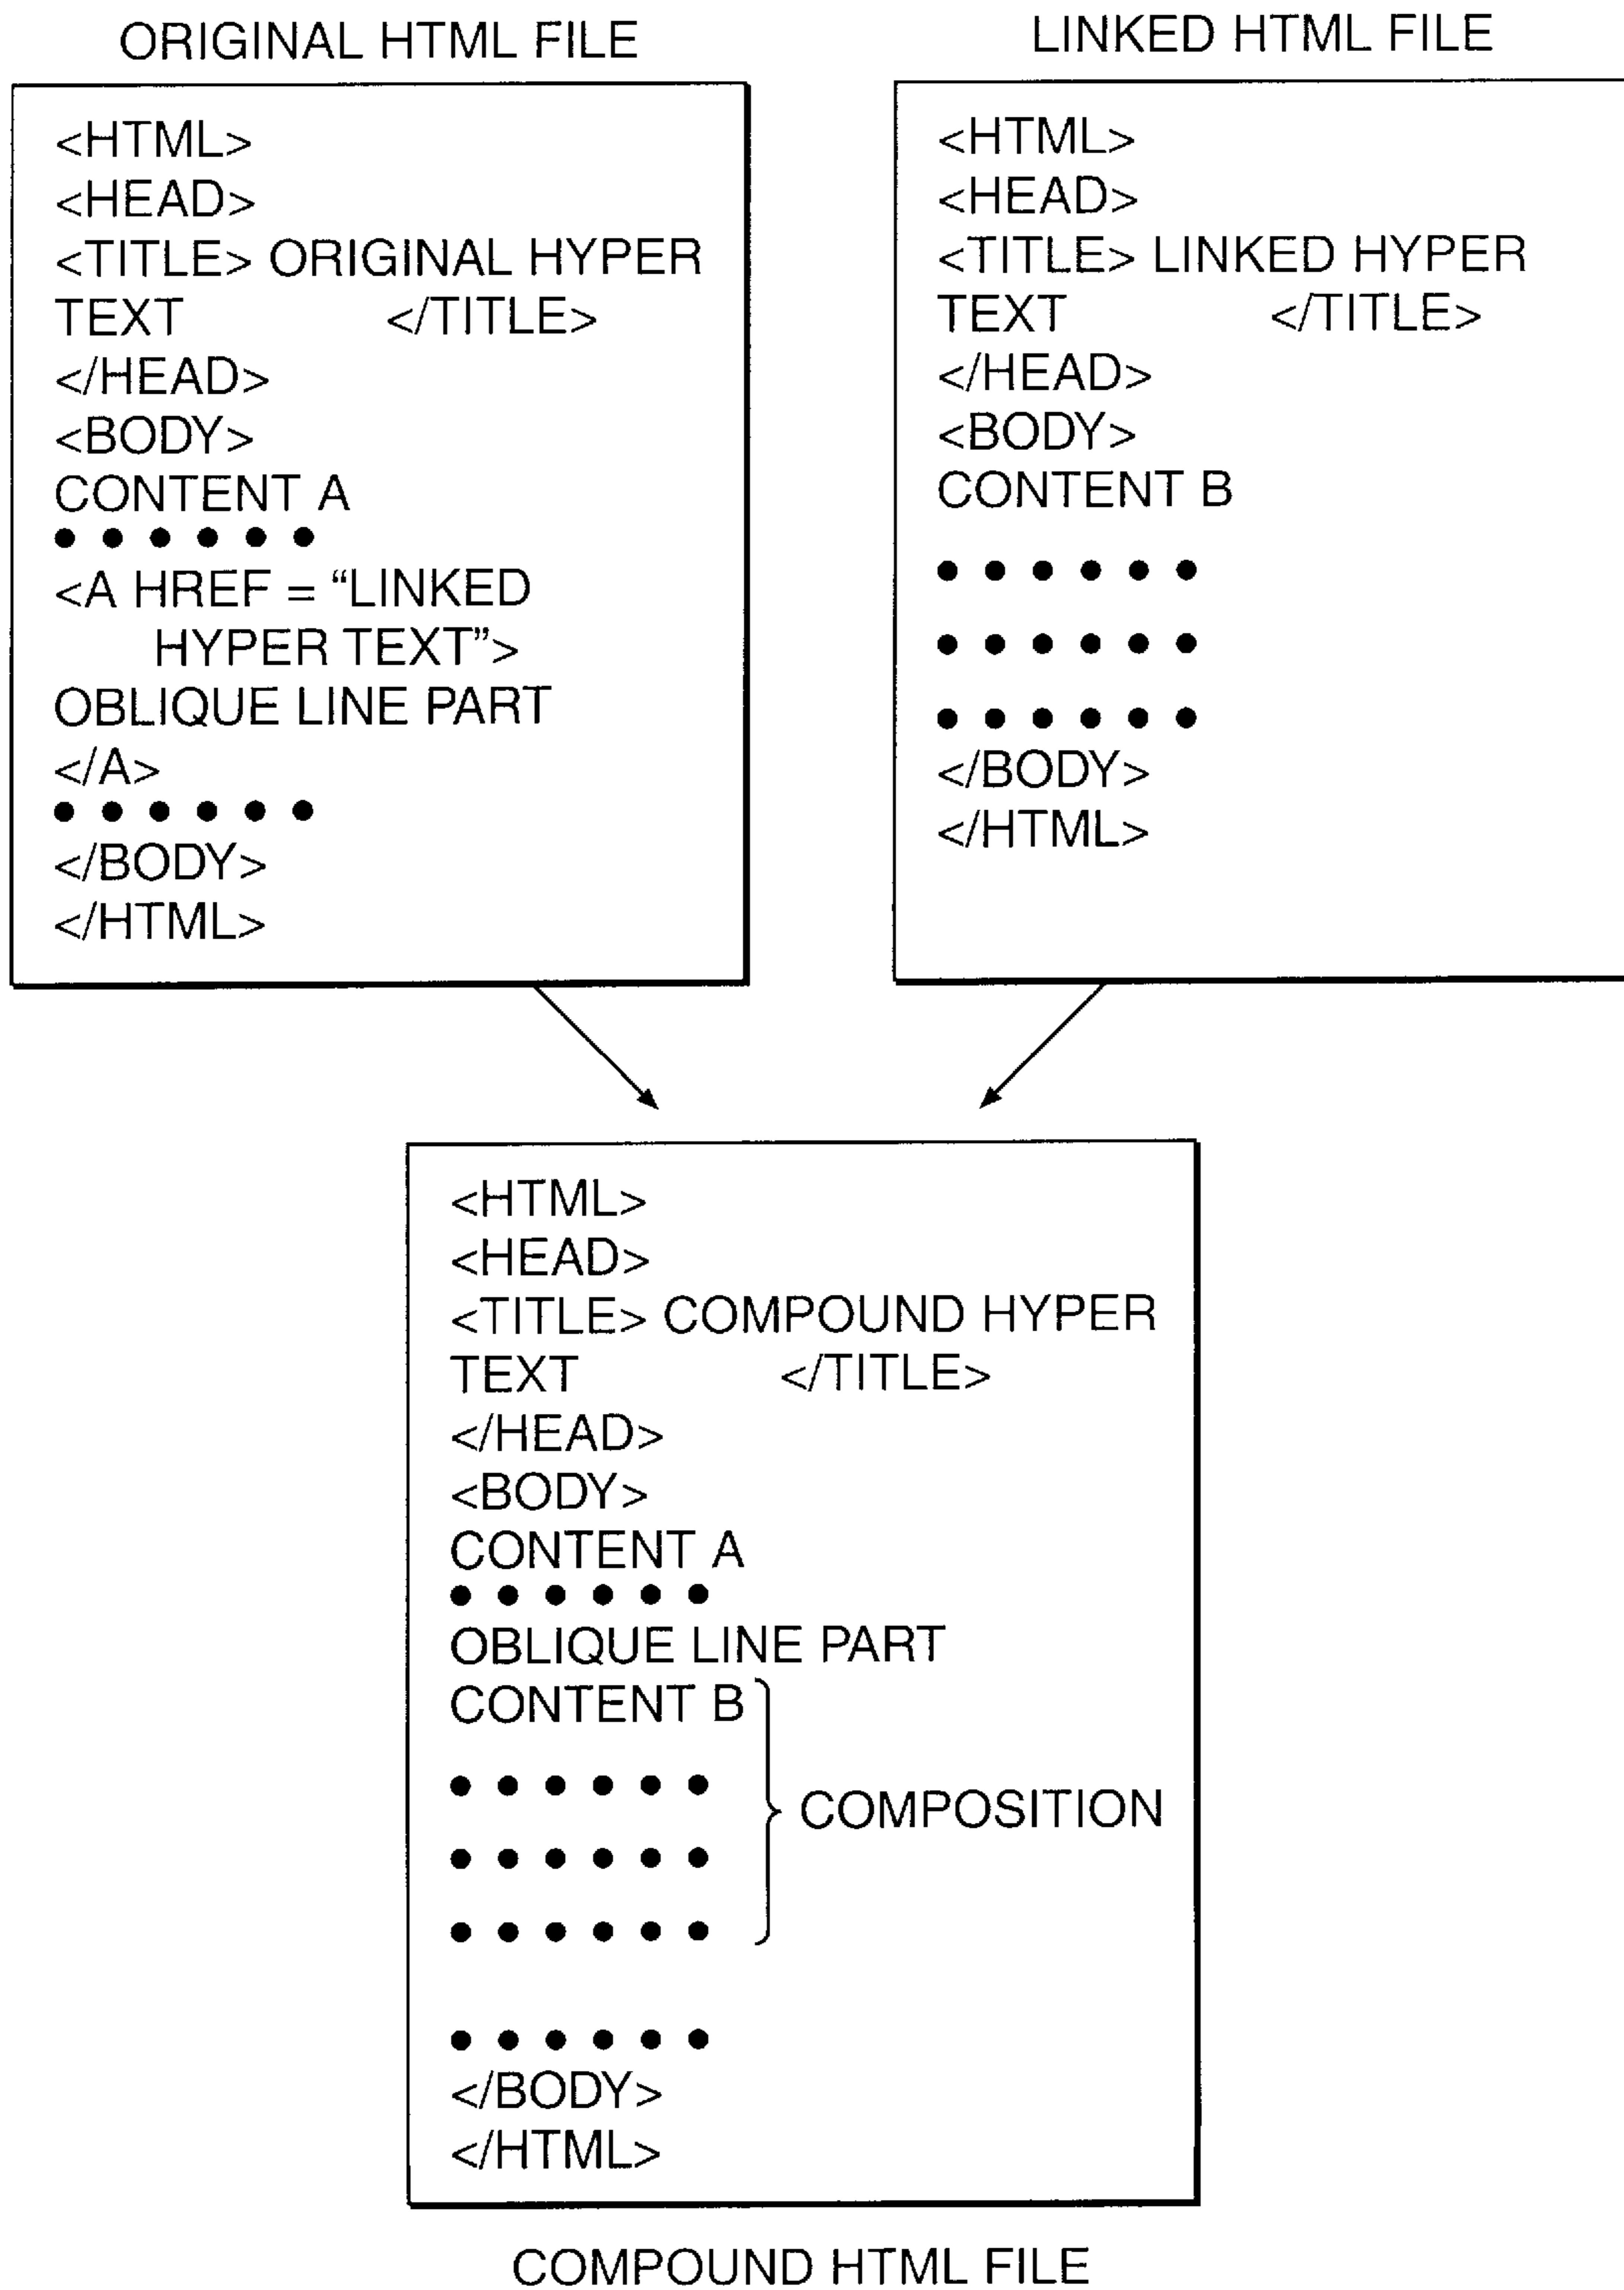 ORIGINAL HTML FILE
<HTML>
<HEAD>
<TITLE> ORIGINAL HYPER
TEXT </TITLE>
</HEAD>
<BODY>
CONTENT A
● ● ● ● ● ●
<A HREF = “LINKED
HYPER TEXT”>
OBLIQUE LINE PART
</A>
● ● ● ● ● ●
</BODY>
</HTML>
LINKED HTML FILE
<HTML>
<HEAD>
<TITLE> LINKED HYPER
TEXT </TITLE>
</HEAD>
<BODY>
CONTENT B
● ● ● ● ● ●
● ● ● ● ● ●
● ● ● ● ● ●
</BODY>
</HTML>
<HTML>
<HEAD>
<TITLE> COMPOUND HYPER
TEXT </TITLE>
</HEAD>
<BODY>
CONTENT A
● ● ● ● ● ●
OBLIQUE LINE PART
CONTENT B
● ● ● ● ● ●
● ● ● ● ● ●
● ● ● ● ● ●
COMPOSITION
● ● ● ● ● ●
</BODY>
</HTML>
COMPOUND HTML FILE